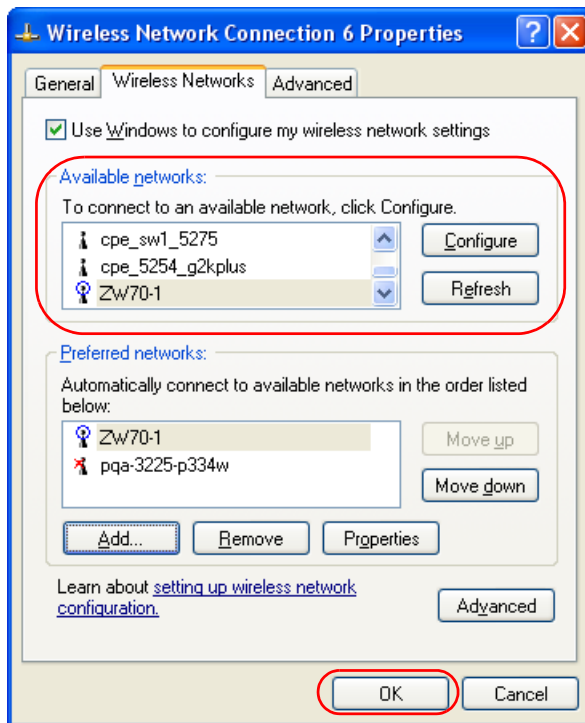 Wireless Network Connection 6 Properties
General Wireless Networks Advanced
Use Windows to configure my wireless network settings
Available networks:
To connect to an available network, click Configure.
cpe_sw1_5275
cpe_5254_g2kplus
ZW70-1
Configure
Refresh
Preferred networks:
Automatically connect to available networks in the order listed
below:
ZW70-1
pqa-3225-p334w
Move up
Move down
Add... Remove Properties
Learn about setting up wireless network
configuration.
Advanced
OK Cancel